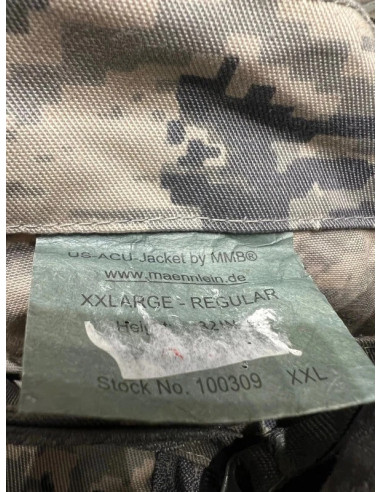 US-ACU-Jacket by MMB®
www.maennlein.de
XXLARGE - REGULAR
Stock No. 100309 XXL